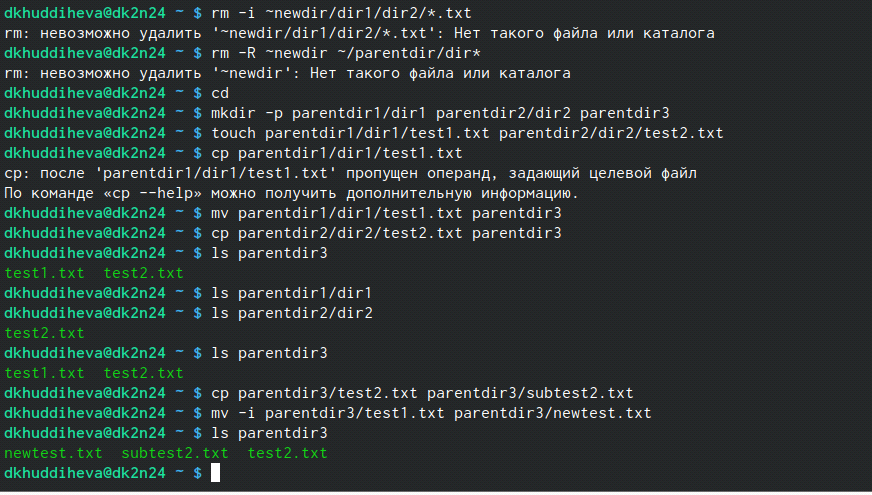 dkhuddiheva@dk2n24 ~ $ rm -i ~newdir/dir1/dir2/*.txt
rm: невозможно удалить '~newdir/dir1/dir2/*.txt': Нет такого файла или каталога
dkhuddiheva@dk2n24 ~ $ rm -R ~newdir ~/parentdir/dir*
rm: невозможно удалить '~newdir': Нет такого файла или каталога
dkhuddiheva@dk2n24 ~ $ cd
dkhuddiheva@dk2n24 ~ $ mkdir -p parentdir1/dir1 parentdir2/dir2 parentdir3
dkhuddiheva@dk2n24 ~ $ touch parentdir1/dir1/test1.txt parentdir2/dir2/test2.txt
dkhuddiheva@dk2n24 ~ $ cp parentdir1/dir1/test1.txt
cp: после 'parentdir1/dir1/test1.txt' пропущен операнд, задающий целевой файл
По команде «cp --help» можно получить дополнительную информацию.
dkhuddiheva@dk2n24 ~ $ mv parentdir1/dir1/test1.txt parentdir3
dkhuddiheva@dk2n24 ~ $ cp parentdir2/dir2/test2.txt parentdir3
dkhuddiheva@dk2n24 ~ $ ls parentdir3
test1.txt  test2.txt
dkhuddiheva@dk2n24 ~ $ ls parentdir1/dir1
dkhuddiheva@dk2n24 ~ $ ls parentdir2/dir2
test2.txt
dkhuddiheva@dk2n24 ~ $ ls parentdir3
test1.txt  test2.txt
dkhuddiheva@dk2n24 ~ $ cp parentdir3/test2.txt parentdir3/subtest2.txt
dkhuddiheva@dk2n24 ~ $ mv -i parentdir3/test1.txt parentdir3/newtest.txt
dkhuddiheva@dk2n24 ~ $ ls parentdir3
newtest.txt  subtest2.txt  test2.txt
dkhuddiheva@dk2n24 ~ $